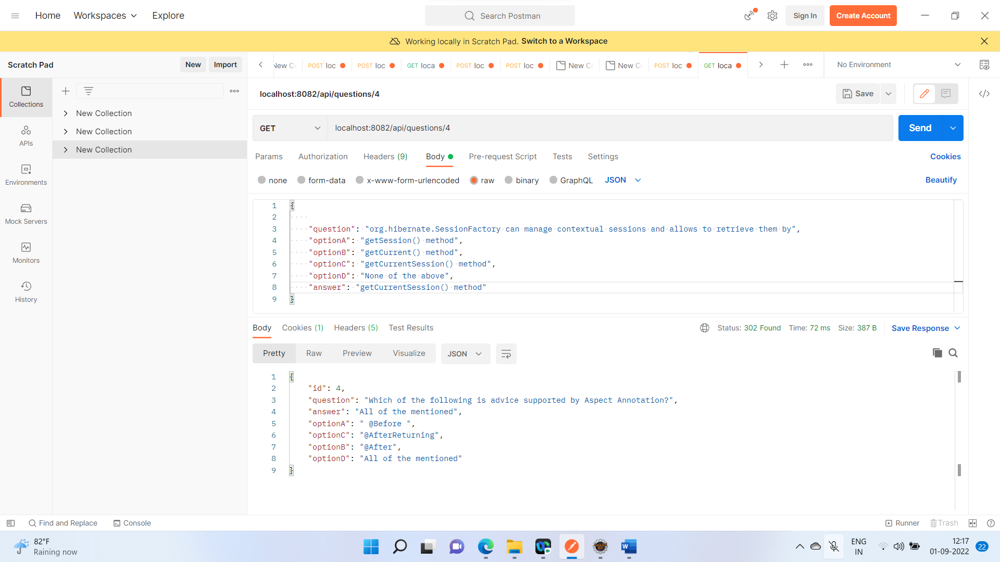 Home
Workspaces
Explore
Search Postman
Sign In
Create Account
Working locally in Scratch Pad. Switch to a Workspace
Scratch Pad
New
Import
New Co
POST loc
POST loc
GET loca
POST loc
POST loc
New Co
New Co
POST loc
GET loca
No Environment
Collections
APIs
Environments
Mock Servers
Monitors
History
New Collection
New Collection
New Collection
localhost:8082/api/questions/4
Save
GET
localhost:8082/api/questions/4
Send
Params
Authorization
Headers (9)
Body
Pre-request Script
Tests
Settings
Cookies
none
form-data
x-www-form-urlencoded
raw
binary
GraphQL
JSON
Beautify
1 {
2
3 "question": "org.hibernate.SessionFactory can manage contextual sessions and allows to retrieve them by",
4 "optionA": "getSession() method",
5 "optionB": "getCurrent() method",
6 "optionC": "getCurrentSession() method",
7 "optionD": "None of the above",
8 "answer": "getCurrentSession() method"
9 }
Body
Cookies (1)
Headers (5)
Test Results
Status: 302 Found
Time: 72 ms
Size: 387 B
Save Response
Pretty
Raw
Preview
Visualize
JSON
1 {
2 "id": 4,
3 "question": "Which of the following is advice supported by Aspect Annotation?",
4 "answer": "All of the mentioned",
5 "optionA": " @Before ",
6 "optionC": "@AfterReturning",
7 "optionB": "@After",
8 "optionD": "All of the mentioned"
9 }
Find and Replace
Console
Runner
Trash
82°F
Raining now
ENG
IN
12:17
01-09-2022
22